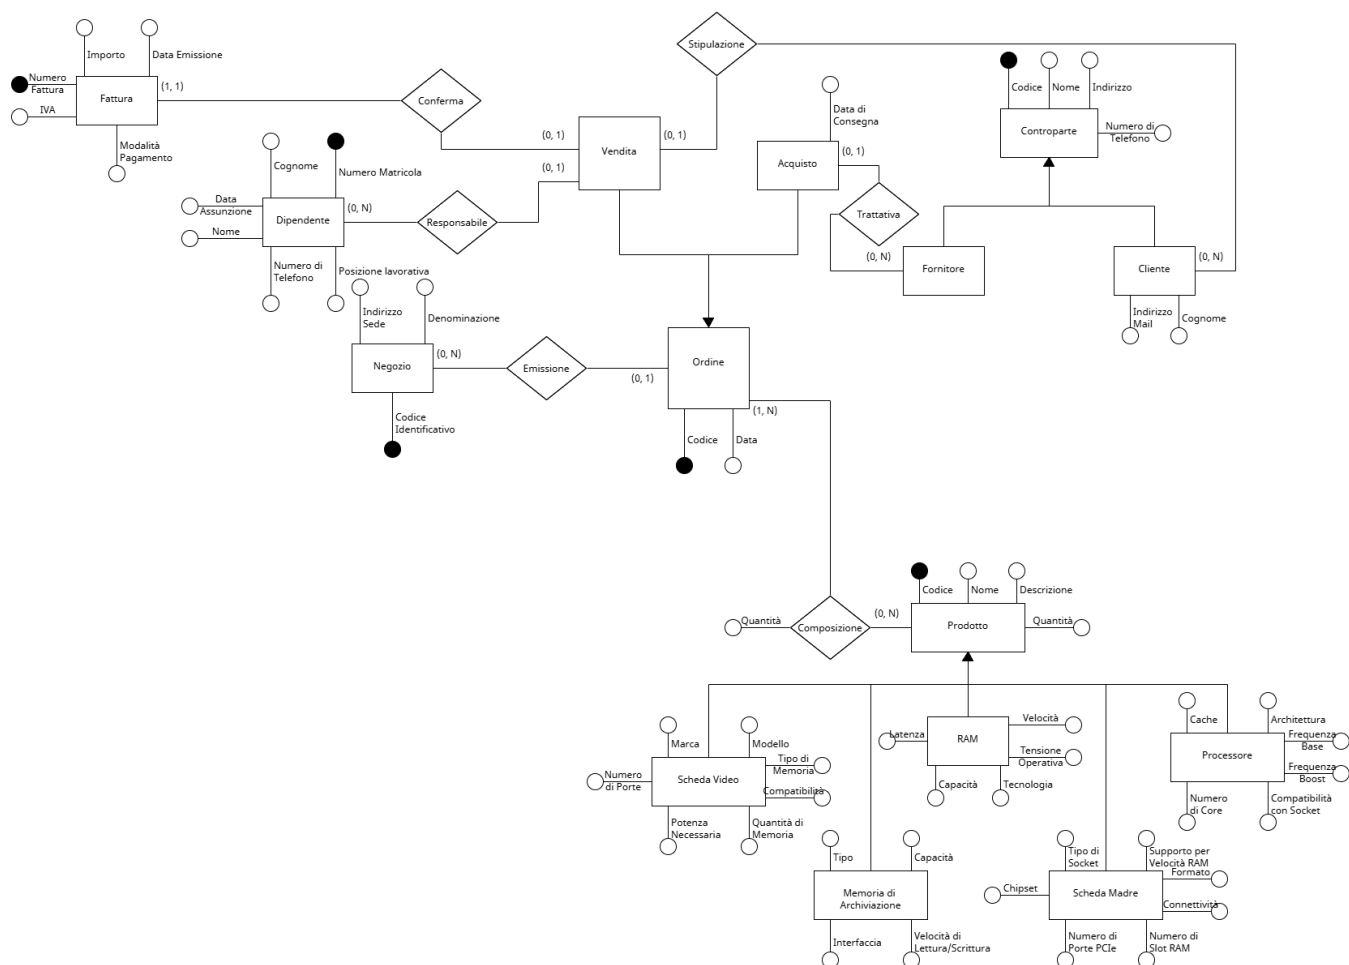 Importo
Data Emissione
Numero
Fattura
IVA
Fattura
(1, 1)
Modalità
Pagamento
Conferma
Stipulazione
(0, 1)
(0, 1)
(0, 1)
Vendita
Data di
Consegna
Acquisto
(0, 1)
Trattativa
(0, N)
Codice
Nome
Indirizzo
Controparte
Numero di
Telefono
Fornitore
Cliente
(0, N)
Indirizzo
Mail
Cognome
Cognome
Numero Matricola
Data
Assunzione
Nome
Dipendente
(0, N)
Responsabile
Numero di
Telefono
Posizione lavorativa
Indirizzo
Sede
Denominazione
Negozio
(0, N)
Emissione
(0, 1)
Codice
Identificativo
Ordine
(1, N)
Codice
Data
Codice
Nome
Descrizione
Quantità
Composizione
(0, N)
Prodotto
Quantità
Marca
Modello
Numero
di Porte
Scheda Video
Tipo di
Memoria
Compatibilità
Potenza
Necessaria
Quantità di
Memoria
Latenza
RAM
Velocità
Tensione
Operativa
Capacità
Tecnologia
Cache
Architettura
Processore
Frequenza
Base
Frequenza
Boost
Numero
di Core
Compatibilità
con Socket
Tipo
Capacità
Memoria di
Archiviazione
Interfaccia
Velocità di
Lettura/Scrittura
Tipo di
Socket
Supporto per
Velocità RAM
Chipset
Scheda Madre
Formato
Connettività
Numero di
Porte PCIe
Numero di
Slot RAM